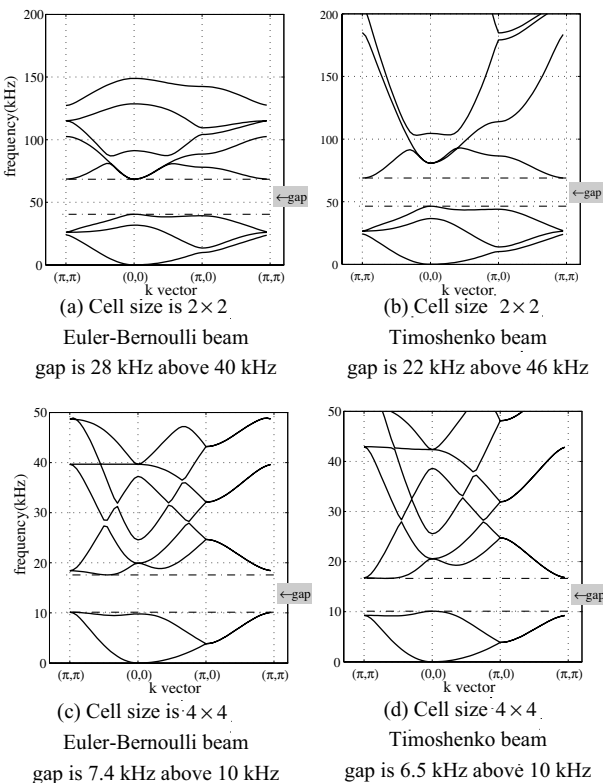 200
150
100
50
0
frequency(kHz)
←gap
(π,π) (0,0) (π,0) (π,π)
k vector
(a) Cell size is 2×2
Euler-Bernoulli beam
gap is 28 kHz above 40 kHz
200
150
100
50
0
←gap
(π,π) (0,0) (π,0) (π,π)
k vector
(b) Cell size 2×2
Timoshenko beam
gap is 22 kHz above 46 kHz
50
40
30
20
10
0
frequency(kHz)
←gap
(π,π) (0,0) (π,0) (π,π)
k vector
(c) Cell size is 4×4
Euler-Bernoulli beam
gap is 7.4 kHz above 10 kHz
50
40
30
20
10
0
←gap
(π,π) (0,0) (π,0) (π,π)
k vector
(d) Cell size 4×4
Timoshenko beam
gap is 6.5 kHz above 10 kHz